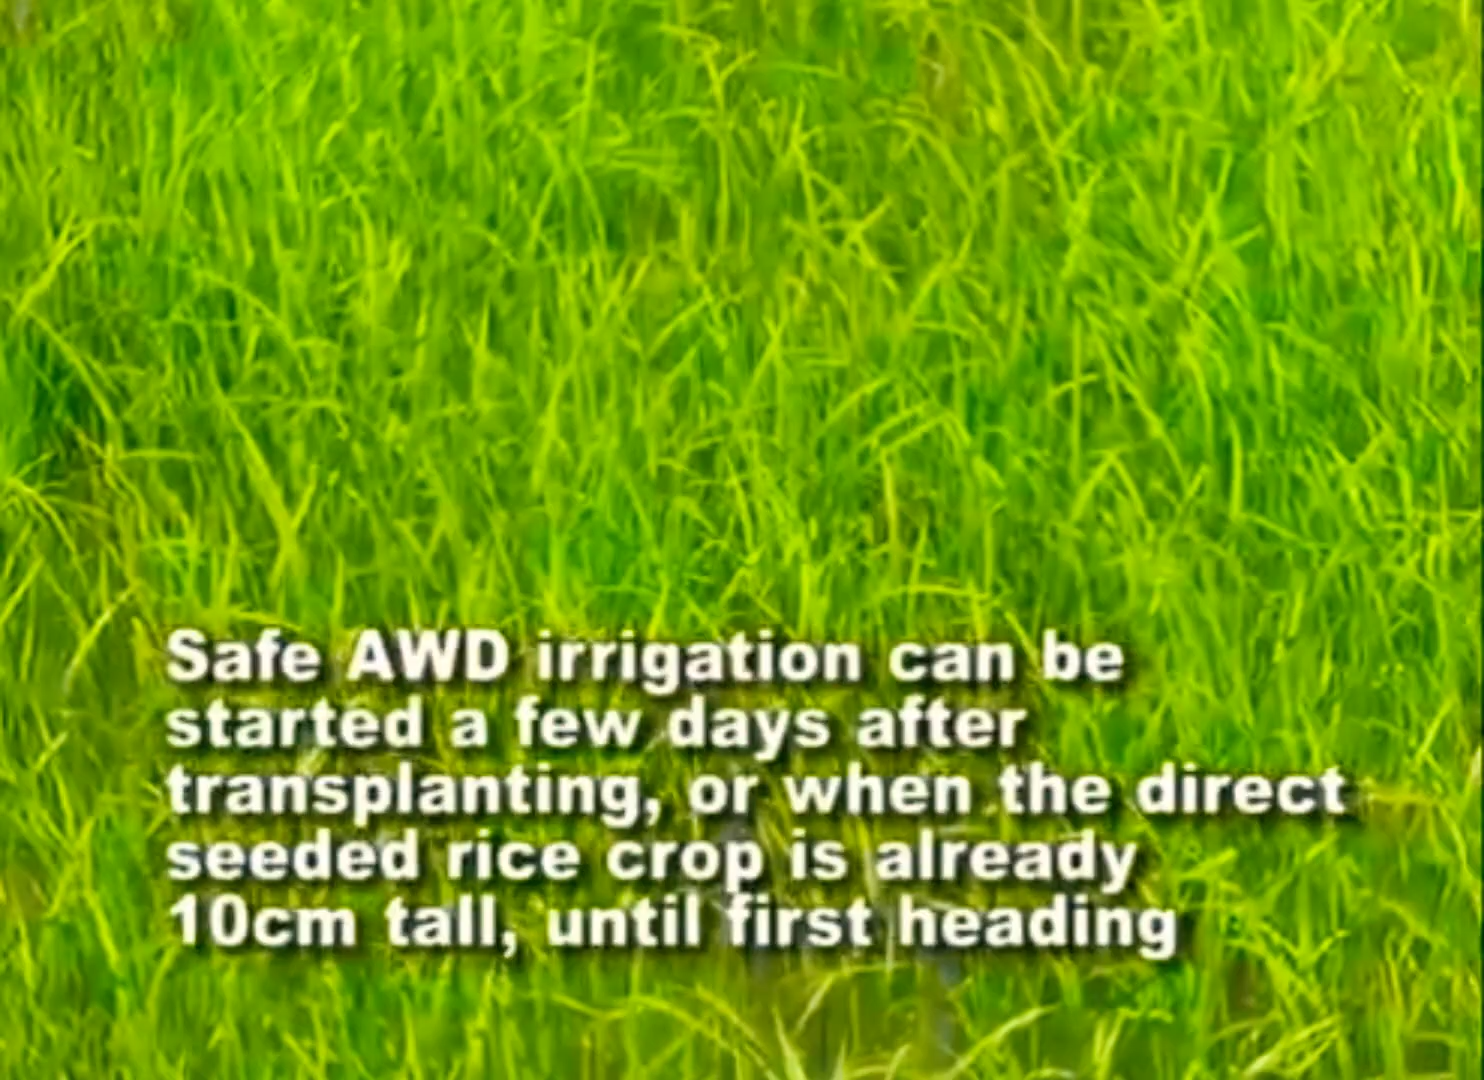 Safe AWD irrigation can be
started a few days after
transplanting, or when the direct
seeded rice crop is already
10cm tall, until first heading